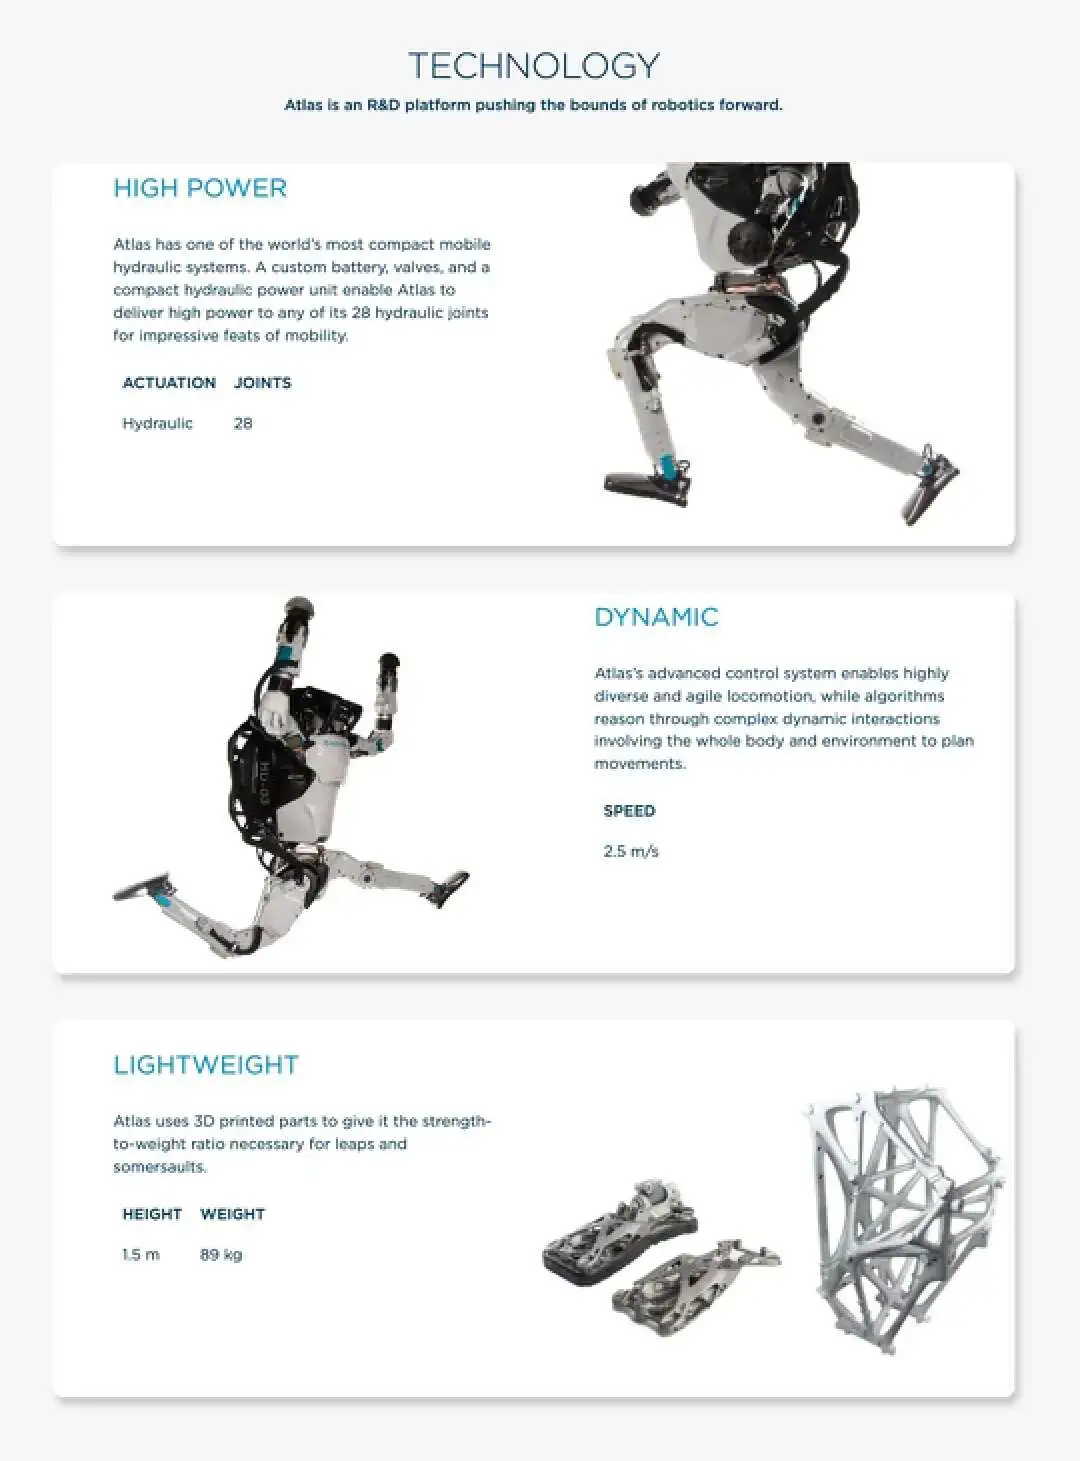 TECHNOLOGY
Atlas is an R&D platform pushing the bounds of robotics forward.
HIGH POWER
Atlas has one of the world's most compact mobile
hydraulic systems. A custom battery, valves, and a
compact hydraulic power unit enable Atlas to
deliver high power to any of its 28 hydraulic joints
for impressive feats of mobility.
ACTUATION JOINTS
Hydraulic 28
DYNAMIC
Atlas's advanced control system enables highly
diverse and agile locomotion, while algorithms
reason through complex dynamic interactions
involving the whole body and environment to plan
movements.
SPEED
2.5 m/s
HD-03
LIGHTWEIGHT
Atlas uses 3D printed parts to give it the strength-
to-weight ratio necessary for leaps and
somersaults.
HEIGHT WEIGHT
1.5 m 89 kg